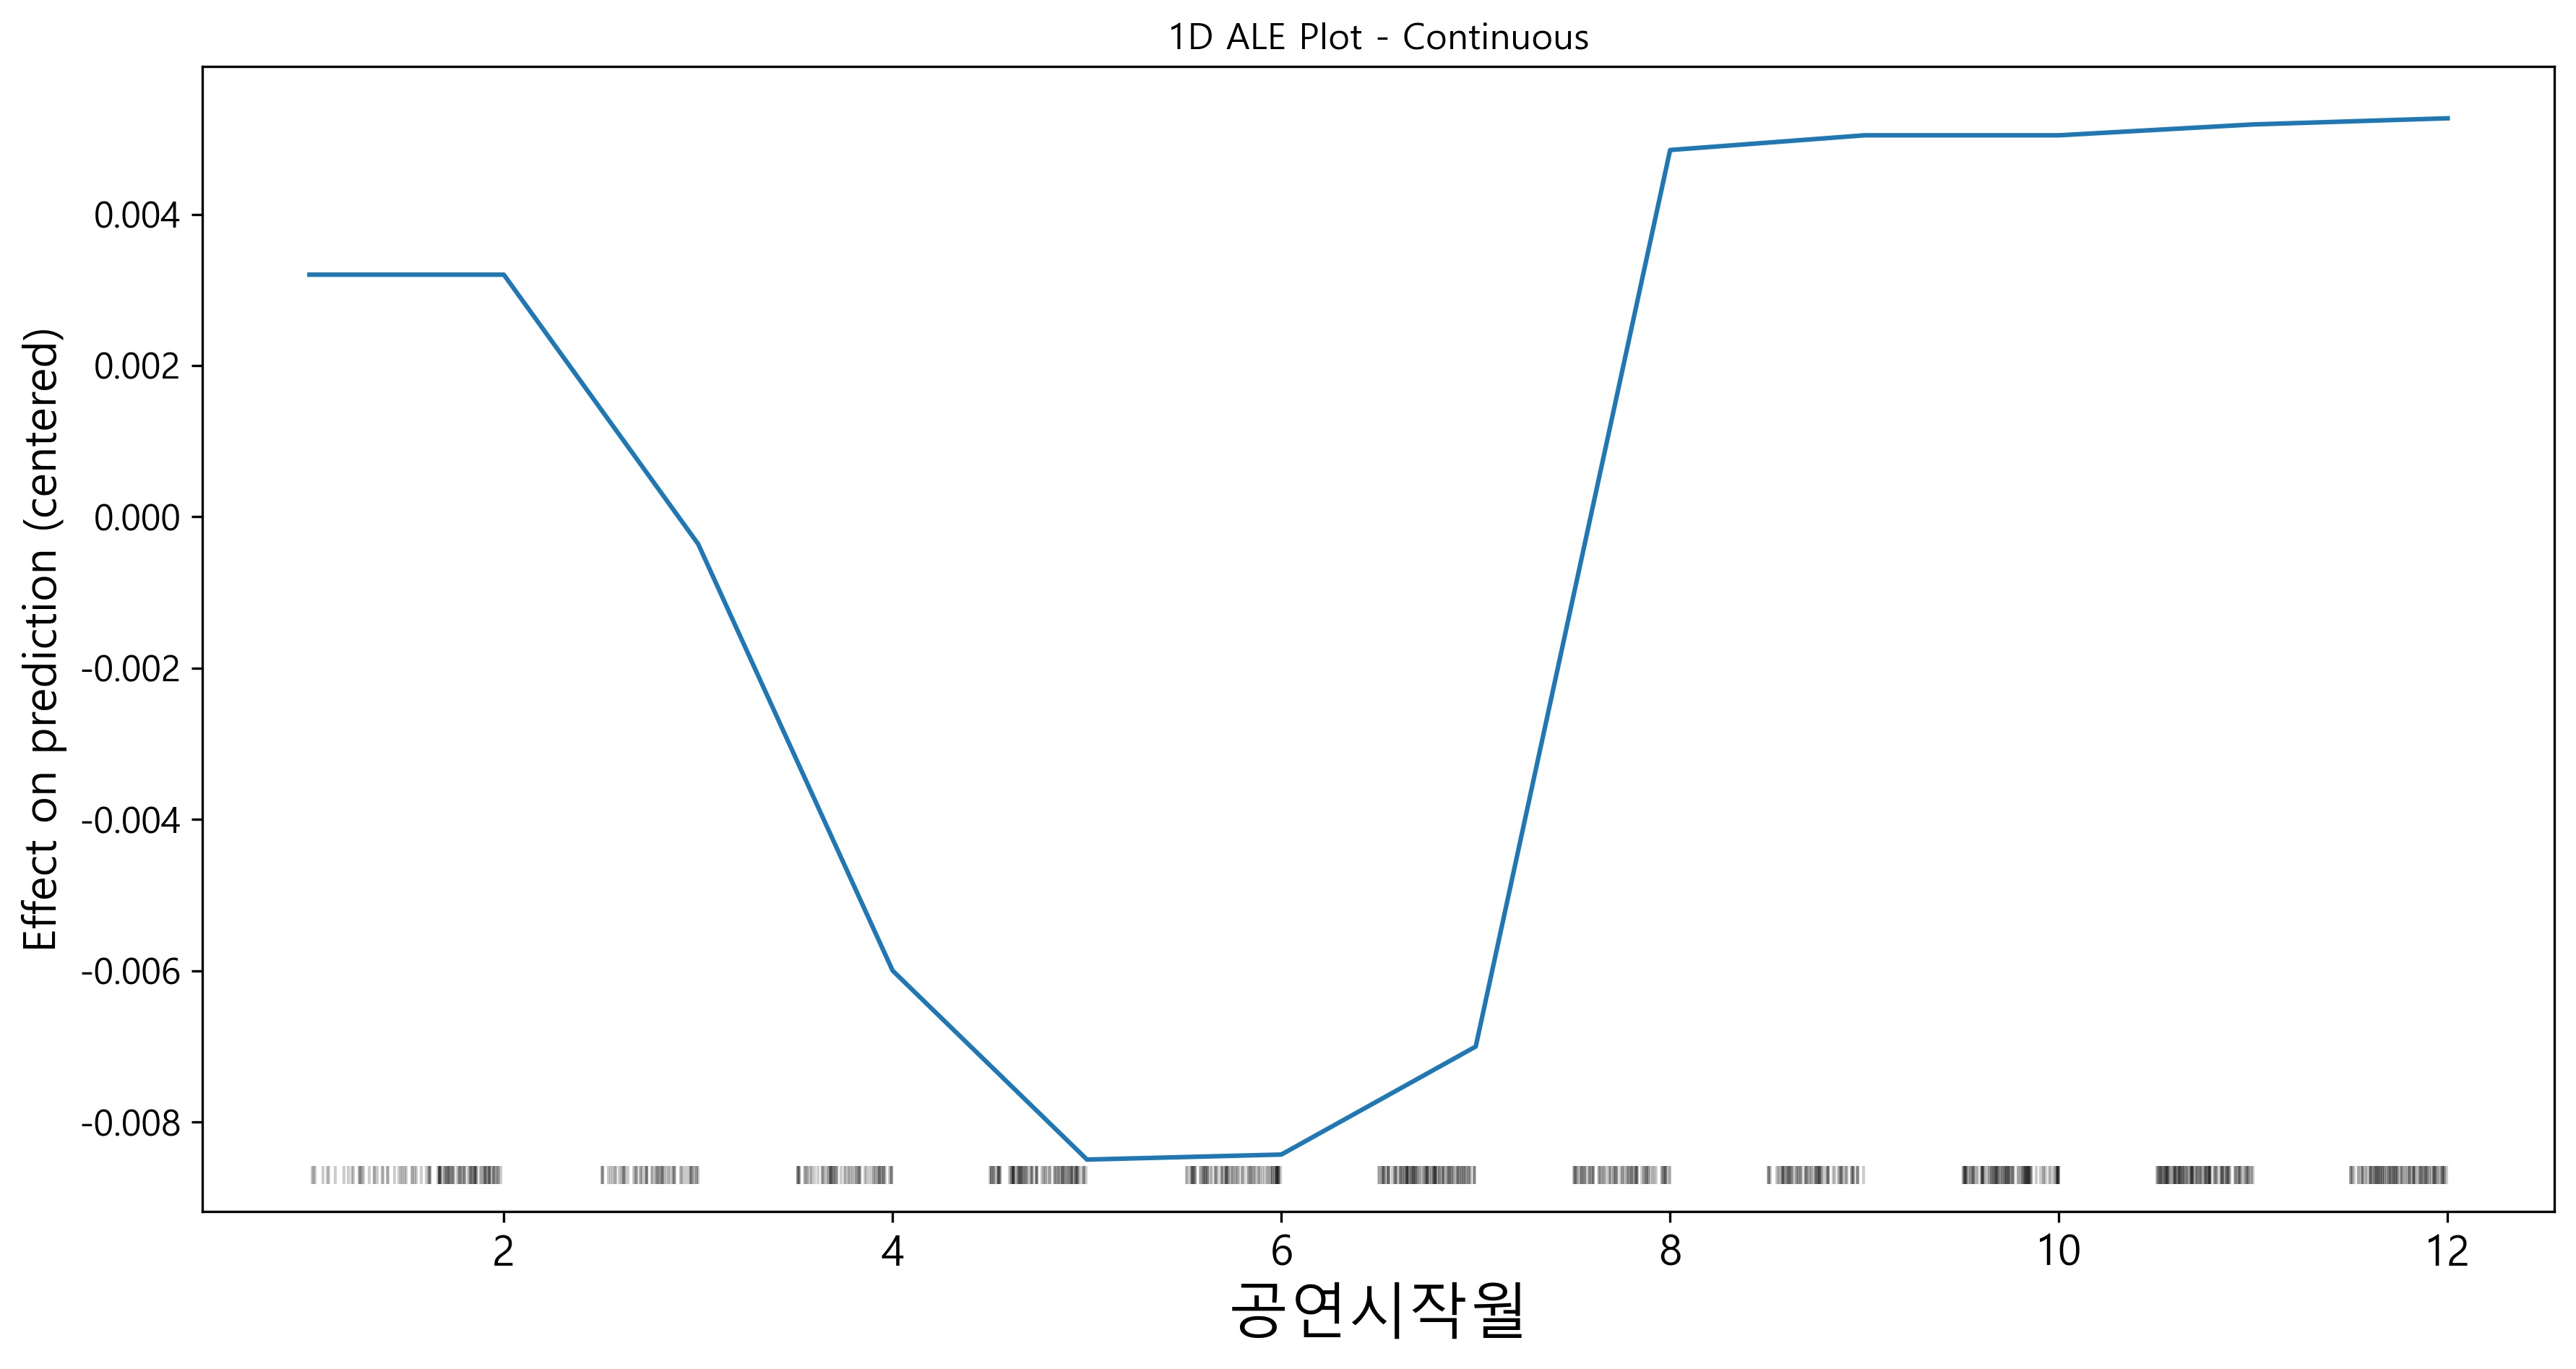 1D ALE Plot - Continuous
Effect on prediction (centered)
0.004
0.002
0.000
-0.002
-0.004
-0.006
-0.008
2 4 6 8 10 12
공연시작월